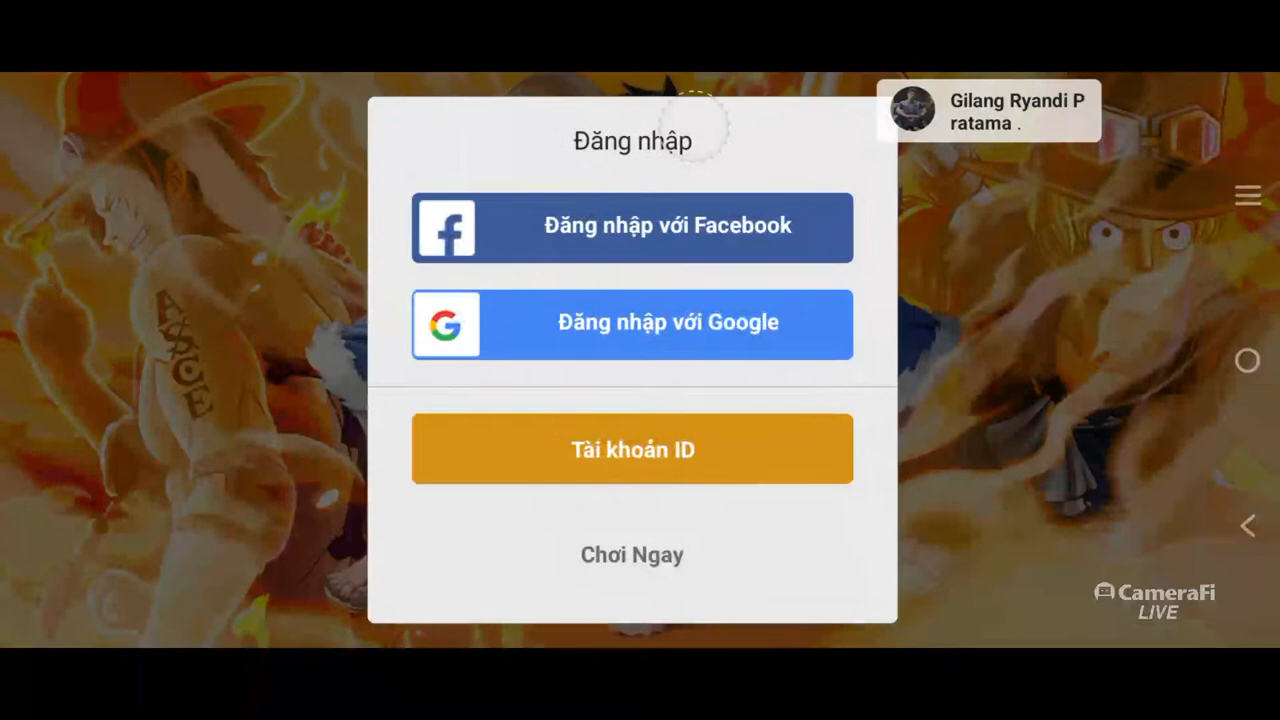 Đăng nhập
Gilang Ryandi P
ratama .
Đăng nhập với Facebook
Đăng nhập với Google
ASCE
Tài khoản ID
Chơi Ngay
CameraFi
LIVE